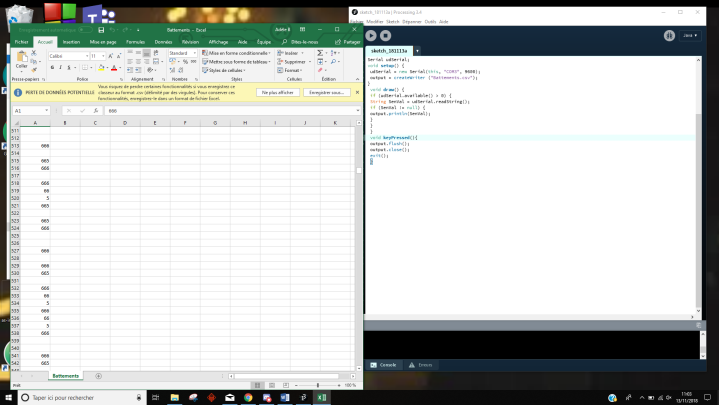 Battements - Excel
Adèle B
Fichier Accueil Insertion Mise en page Formules Données Révision Affichage Aide Équipe Dites-le-nous Partager
Coller
Calibri 11
Standard
Mise en forme conditionnelle
Mettre sous forme de tableau
Styles de cellules
Insérer
Supprimer
Format
Presse-papiers Police Alignement Nombre Styles Cellules Édition
PERTE DE DONNÉES POTENTIELLE Vous risquez de perdre certaines fonctionnalités si vous enregistrez ce
classeur au format .csv (délimité par des virgules). Pour conserver ces
fonctionnalités, enregistrez-le dans un format de fichier Excel.
Ne plus afficher Enregistrer sous...
A1 666
A B C D E F G H I J K
511
512
513 666
514
515 665
516 666
517
518 666
519 66
520 5
521 665
522
523 665
524 666
525
526
527 666
528
529 666
530 665
531
532 666
533 66
534 5
535 666
536 66
537 5
538 666
539
540
541 666
542 665
Battements
100%
sketch_161113a | Processing 3.4
Fichier Modifier Sketch Depanner Outils Aide
Java
sketch_161113a
Serial udSerial;
void setup() {
udSerial = new Serial(this, "COM3", 9600);
output = createWriter ("Battements.csv");
}
void draw() {
if (udSerial.available() > 0) {
String SenVal = udSerial.readString();
if (SenVal != null) {
output.println(SenVal);
}
}
}
void keyPressed(){
output.flush();
output.close();
exit();
}
Console Erreurs
Taper ici pour rechercher
11:03
13/11/2018